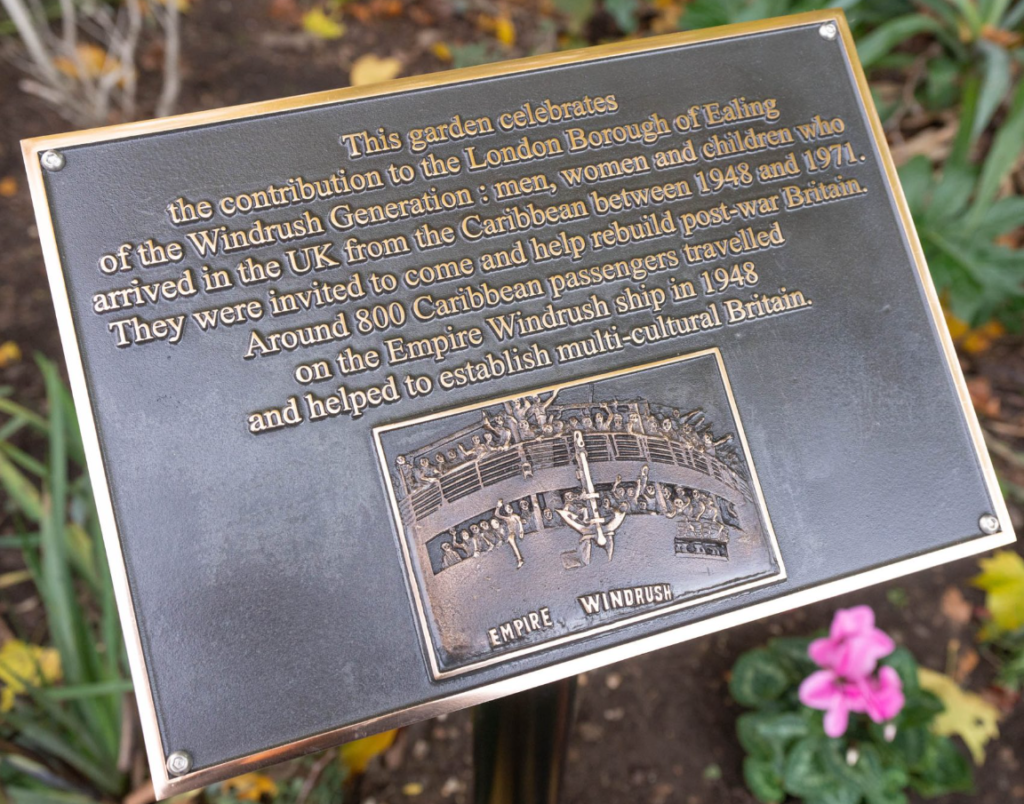 This garden celebrates
the contribution to the London Borough of Ealing
of the Windrush Generation : men, women and children who
arrived in the UK from the Caribbean between 1948 and 1971.
They were invited to come and help rebuild post-war Britain.
Around 800 Caribbean passengers travelled
on the Empire Windrush ship in 1948
and helped to establish multi-cultural Britain.
EMPIRE WINDRUSH